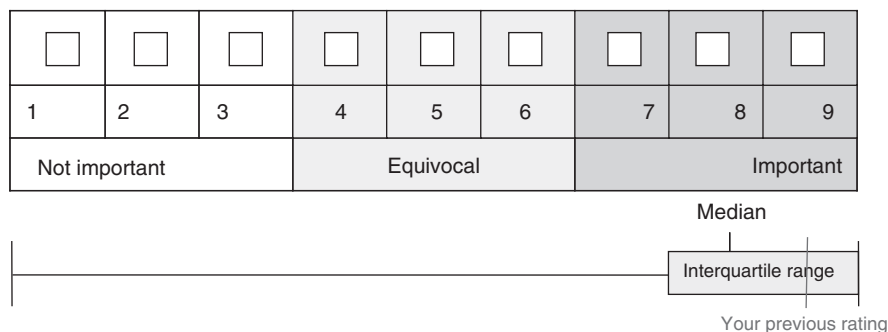 1 2 3 4 5 6 7 8 9
Not important Equivocal Important
Median
Interquartile range
Your previous rating